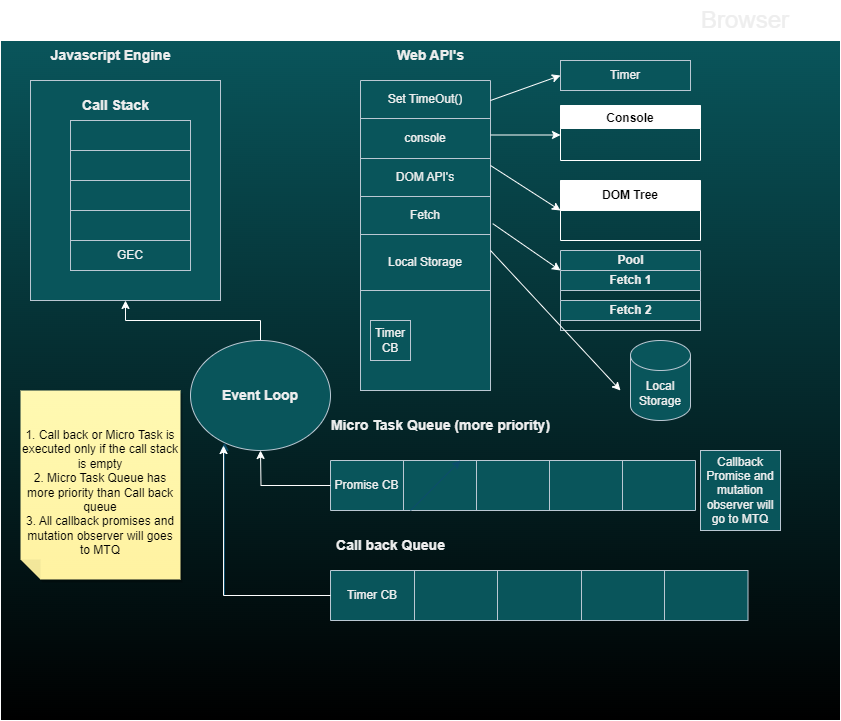 Browser
Javascript Engine
Web API's
Call Stack
GEC
Set TimeOut()
console
DOM API's
Fetch
Local Storage
Timer
CB
Timer
Console
DOM Tree
Pool
Fetch 1
Fetch 2
Local
Storage
Event Loop
1. Call back or Micro Task is
executed only if the call stack
is empty
2. Micro Task Queue has
more priority than Call back
queue
3. All callback promises and
mutation observer will goes
to MTQ
Micro Task Queue (more priority)
Promise CB
Callback
Promise and
mutation
observer will
go to MTQ
Call back Queue
Timer CB